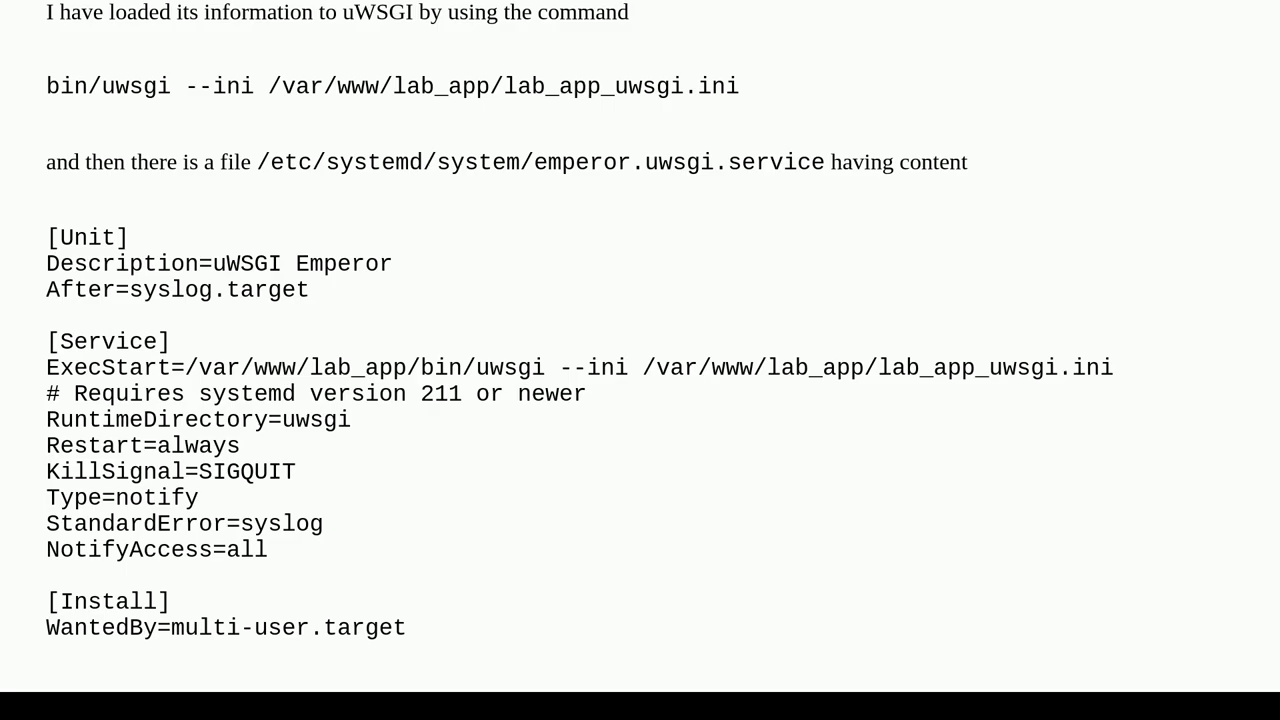 I have loaded its information to uWSGI by using the command
bin/uwsgi --ini /var/www/lab_app/lab_app_uwsgi.ini
and then there is a file /etc/systemd/system/emperor.uwsgi.service having content
[Unit]
Description=uWSGI Emperor
After=syslog.target
[Service]
ExecStart=/var/www/lab_app/bin/uwsgi --ini /var/www/lab_app/lab_app_uwsgi.ini
# Requires systemd version 211 or newer
RuntimeDirectory=uwsgi
Restart=always
KillSignal=SIGQUIT
Type=notify
StandardError=syslog
NotifyAccess=all
[Install]
WantedBy=multi-user.target